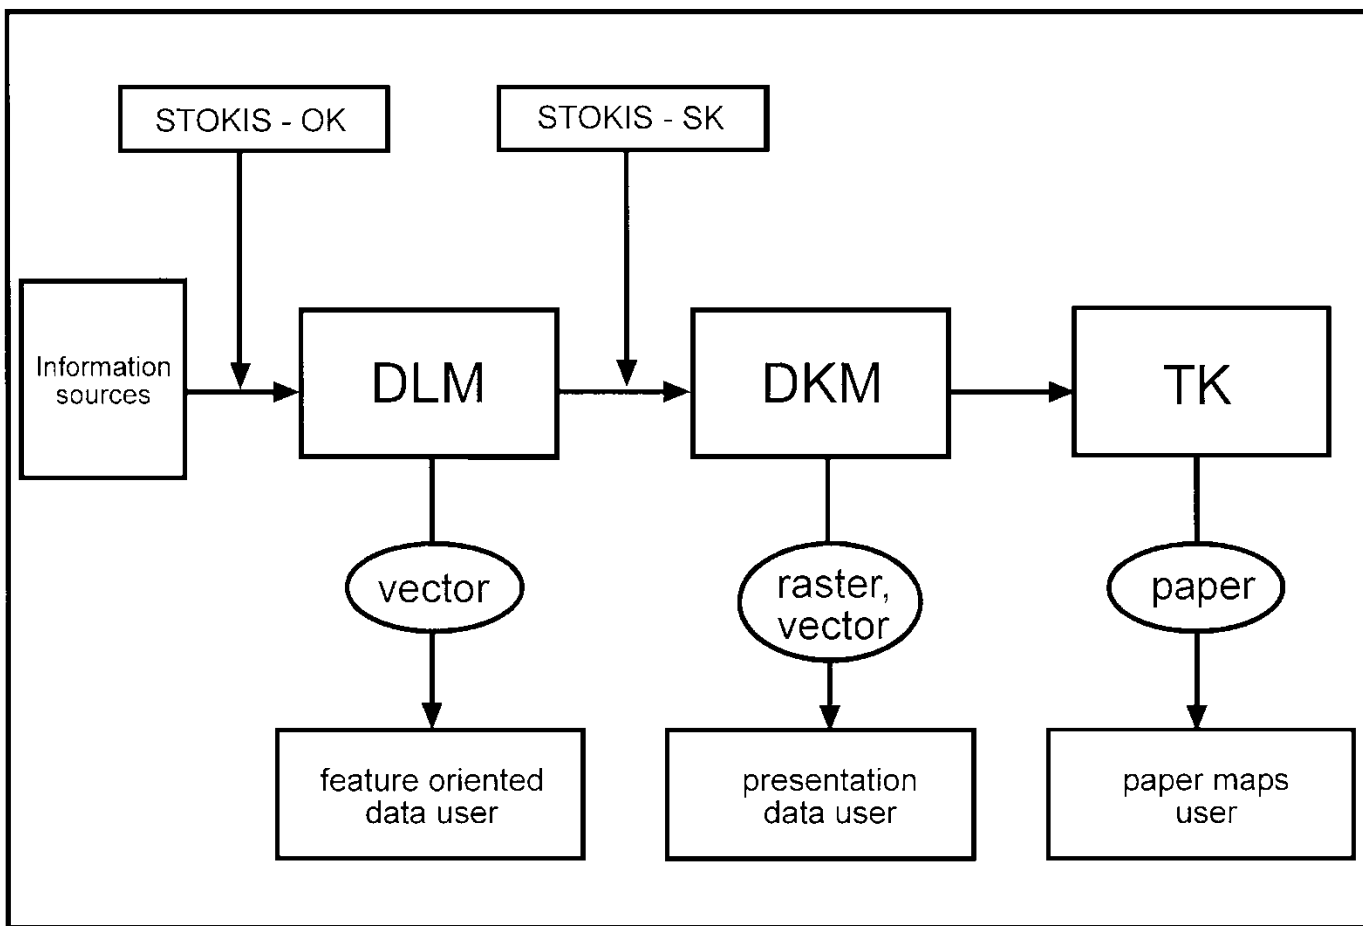 STOKIS - OK
STOKIS - SK
Information
sources
DLM
DKM
TK
vector
raster,
vector
paper
feature oriented
data user
presentation
data user
paper maps
user